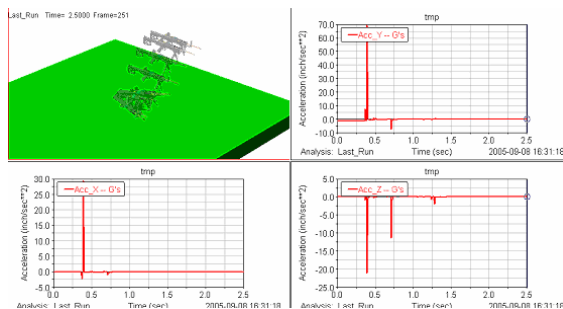 Last_Run Time= 2.5000 Frame=251
tmp
Acceleration (inch/sec**2)
70.0
60.0
50.0
40.0
30.0
20.0
10.0
0.0
-10.0
Acc_Y -- G's
0.0 0.5 1.0 1.5 2.0 2.5
Analysis: Last_Run Time (sec) 2005-09-08 16:31:18
tmp
Acceleration (inch/sec**2)
30.0
25.0
20.0
15.0
10.0
5.0
0.0
-5.0
Acc_X -- G's
0.0 0.5 1.0 1.5 2.0 2.5
Analysis: Last_Run Time (sec) 2005-09-08 16:31:18
tmp
Acceleration (inch/sec**2)
5.0
0.0
-5.0
-10.0
-15.0
-20.0
-25.0
Acc_Z -- G's
0.0 0.5 1.0 1.5 2.0 2.5
Analysis: Last_Run Time (sec) 2005-09-08 16:31:18